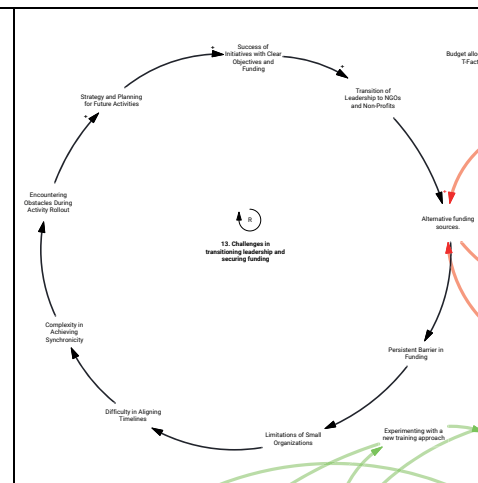 Success of
Initiatives with Clear
Objectives and
Funding
Budget allo
T-Fact
+
+
Transition of
Leadership to NGOs
and Non-Profits
Strategy and Planning
for Future Activities
+
Encountering
Obstacles During
Activity Rollout
+
Alternative funding
sources.
R
13. Challenges in
transitioning leadership and
securing funding
Complexity in
Achieving
Synchronicity
Persistent Barrier in
Funding
Difficulty in Aligning
Timelines
Limitations of Small
Organizations
Experimenting with a
new training approach